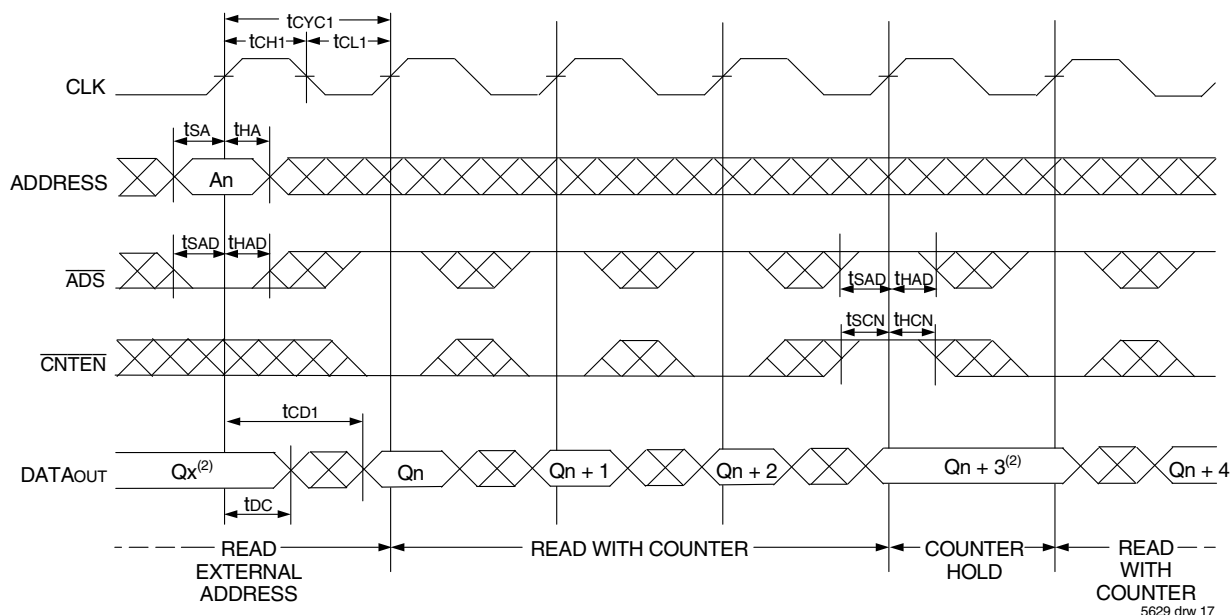 tCYC1
tCH1 tCL1
CLK
tSA tHA
ADDRESS An
tSAD tHAD
ADS
tSAD tHAD
tSCN tHCN
CNTEN
tCD1
DATAOUT Qx(2) Qn Qn + 1 Qn + 2 Qn + 3(2) Qn + 4
tDC
READ EXTERNAL ADDRESS
READ WITH COUNTER
COUNTER HOLD
READ WITH COUNTER
5629 drw 17